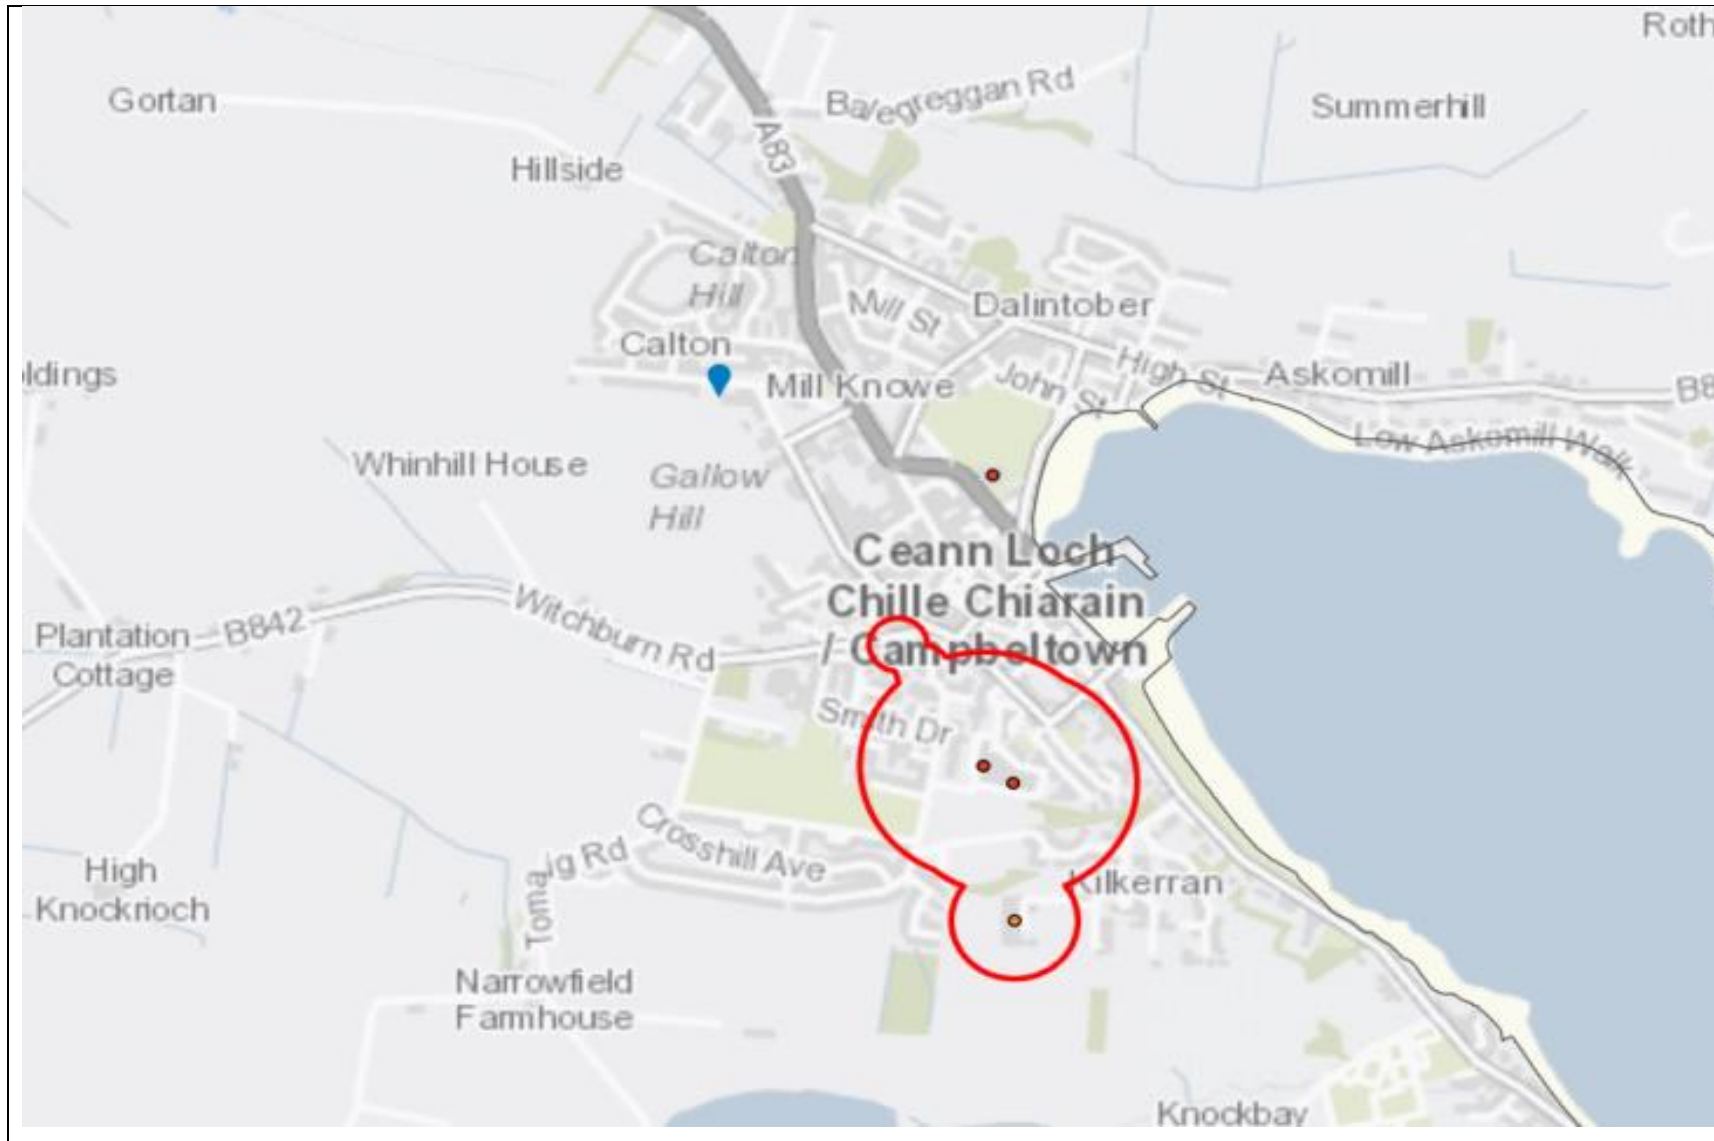 Roth
Gortan
Balegreggan Rd
Summerhill
A83
Hillside
Calton
Hill
Mill St
Dalintober
Calton
High St
Askomill
oldings
Mill Knowe
John St
B8
Low Askomill Walk
Whinhill House
Gallow
Hill
Ceann Loch
Chille Chiarain
/ Campbeltown
Witchburn Rd
Plantation
Cottage
B842
Smith Dr
Crosshill Ave
Toma
ig Rd
High
Knockrioch
Kilkerran
Narrowfield
Farmhouse
Knockbay